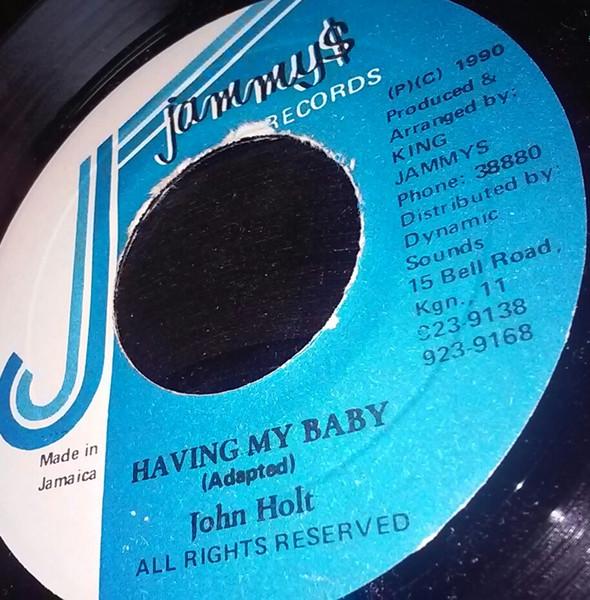 jammy$
RECORDS
(P)(C) 1990
Produced &
Arranged by:
KING
JAMMYS
Phone: 38880
Distributed by:
Dynamic
Sounds
15 Bell Road,
Kgn., 11
923-9138
923-9168
Made in
Jamaica
HAVING MY BABY
(Adapted)
John Holt
ALL RIGHTS RESERVED